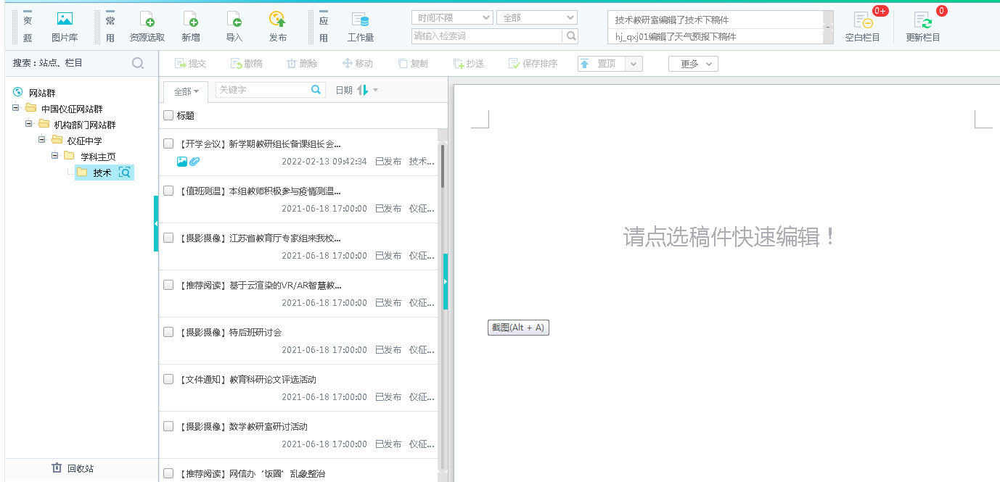 资源
图片库
常用
资源选取
新增
导入
发布
应用
工作量
时间不限
全部
请输入检索词
技术教研室编辑了技术下稿件
hj_qxj01编辑了天气预报下稿件
0+
空白栏目
0
更新栏目
搜索：站点、栏目
提交
撤稿
删除
移动
复制
抄送
保存排序
置顶
更多
网站群
中国仪征网站群
机构部门网站群
仪征中学
学科主页
技术
回收站
全部
关键字
日期
标题
【开学会议】新学期教研组长备课组长会...
2022-02-13 09:42:34 已发布 技术...
【值班测温】本组教师积极参与疫情测温...
2021-06-18 17:00:00 已发布 仪征...
【摄影摄像】江苏省教育厅专家组来我校...
2021-06-18 17:00:00 已发布 仪征...
【推荐阅读】基于云渲染的VR/AR智慧教...
2021-06-18 17:00:00 已发布 仪征...
【摄影摄像】特后班研讨会
2021-06-18 17:00:00 已发布 仪征...
【文件通知】教育科研论文评选活动
2021-06-18 17:00:00 已发布 仪征...
【摄影摄像】数学教研室研讨活动
2021-06-18 17:00:00 已发布 仪征...
【推荐阅读】网信办‘饭圈’乱象整治
请点选稿件快速编辑！
截图(Alt + A)